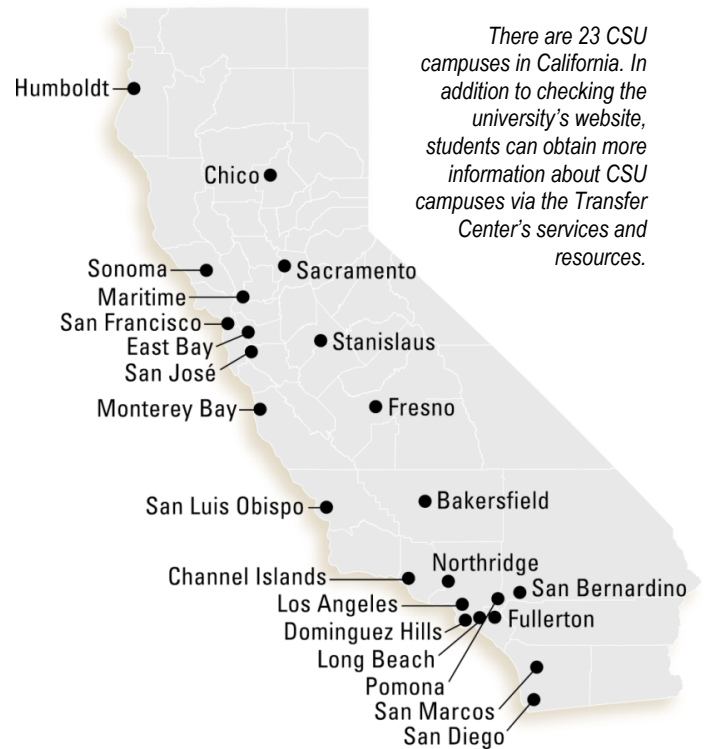 There are 23 CSU
campuses in California. In
addition to checking the
university’s website,
students can obtain more
information about CSU
campuses via the Transfer
Center’s services and
resources.
Humboldt
Chico
Sonoma
Sacramento
Maritime
San Francisco
East Bay
Stanislaus
San José
Monterey Bay
Fresno
San Luis Obispo
Bakersfield
Northridge
Channel Islands
San Bernardino
Los Angeles
Fullerton
Dominguez Hills
Long Beach
Pomona
San Marcos
San Diego